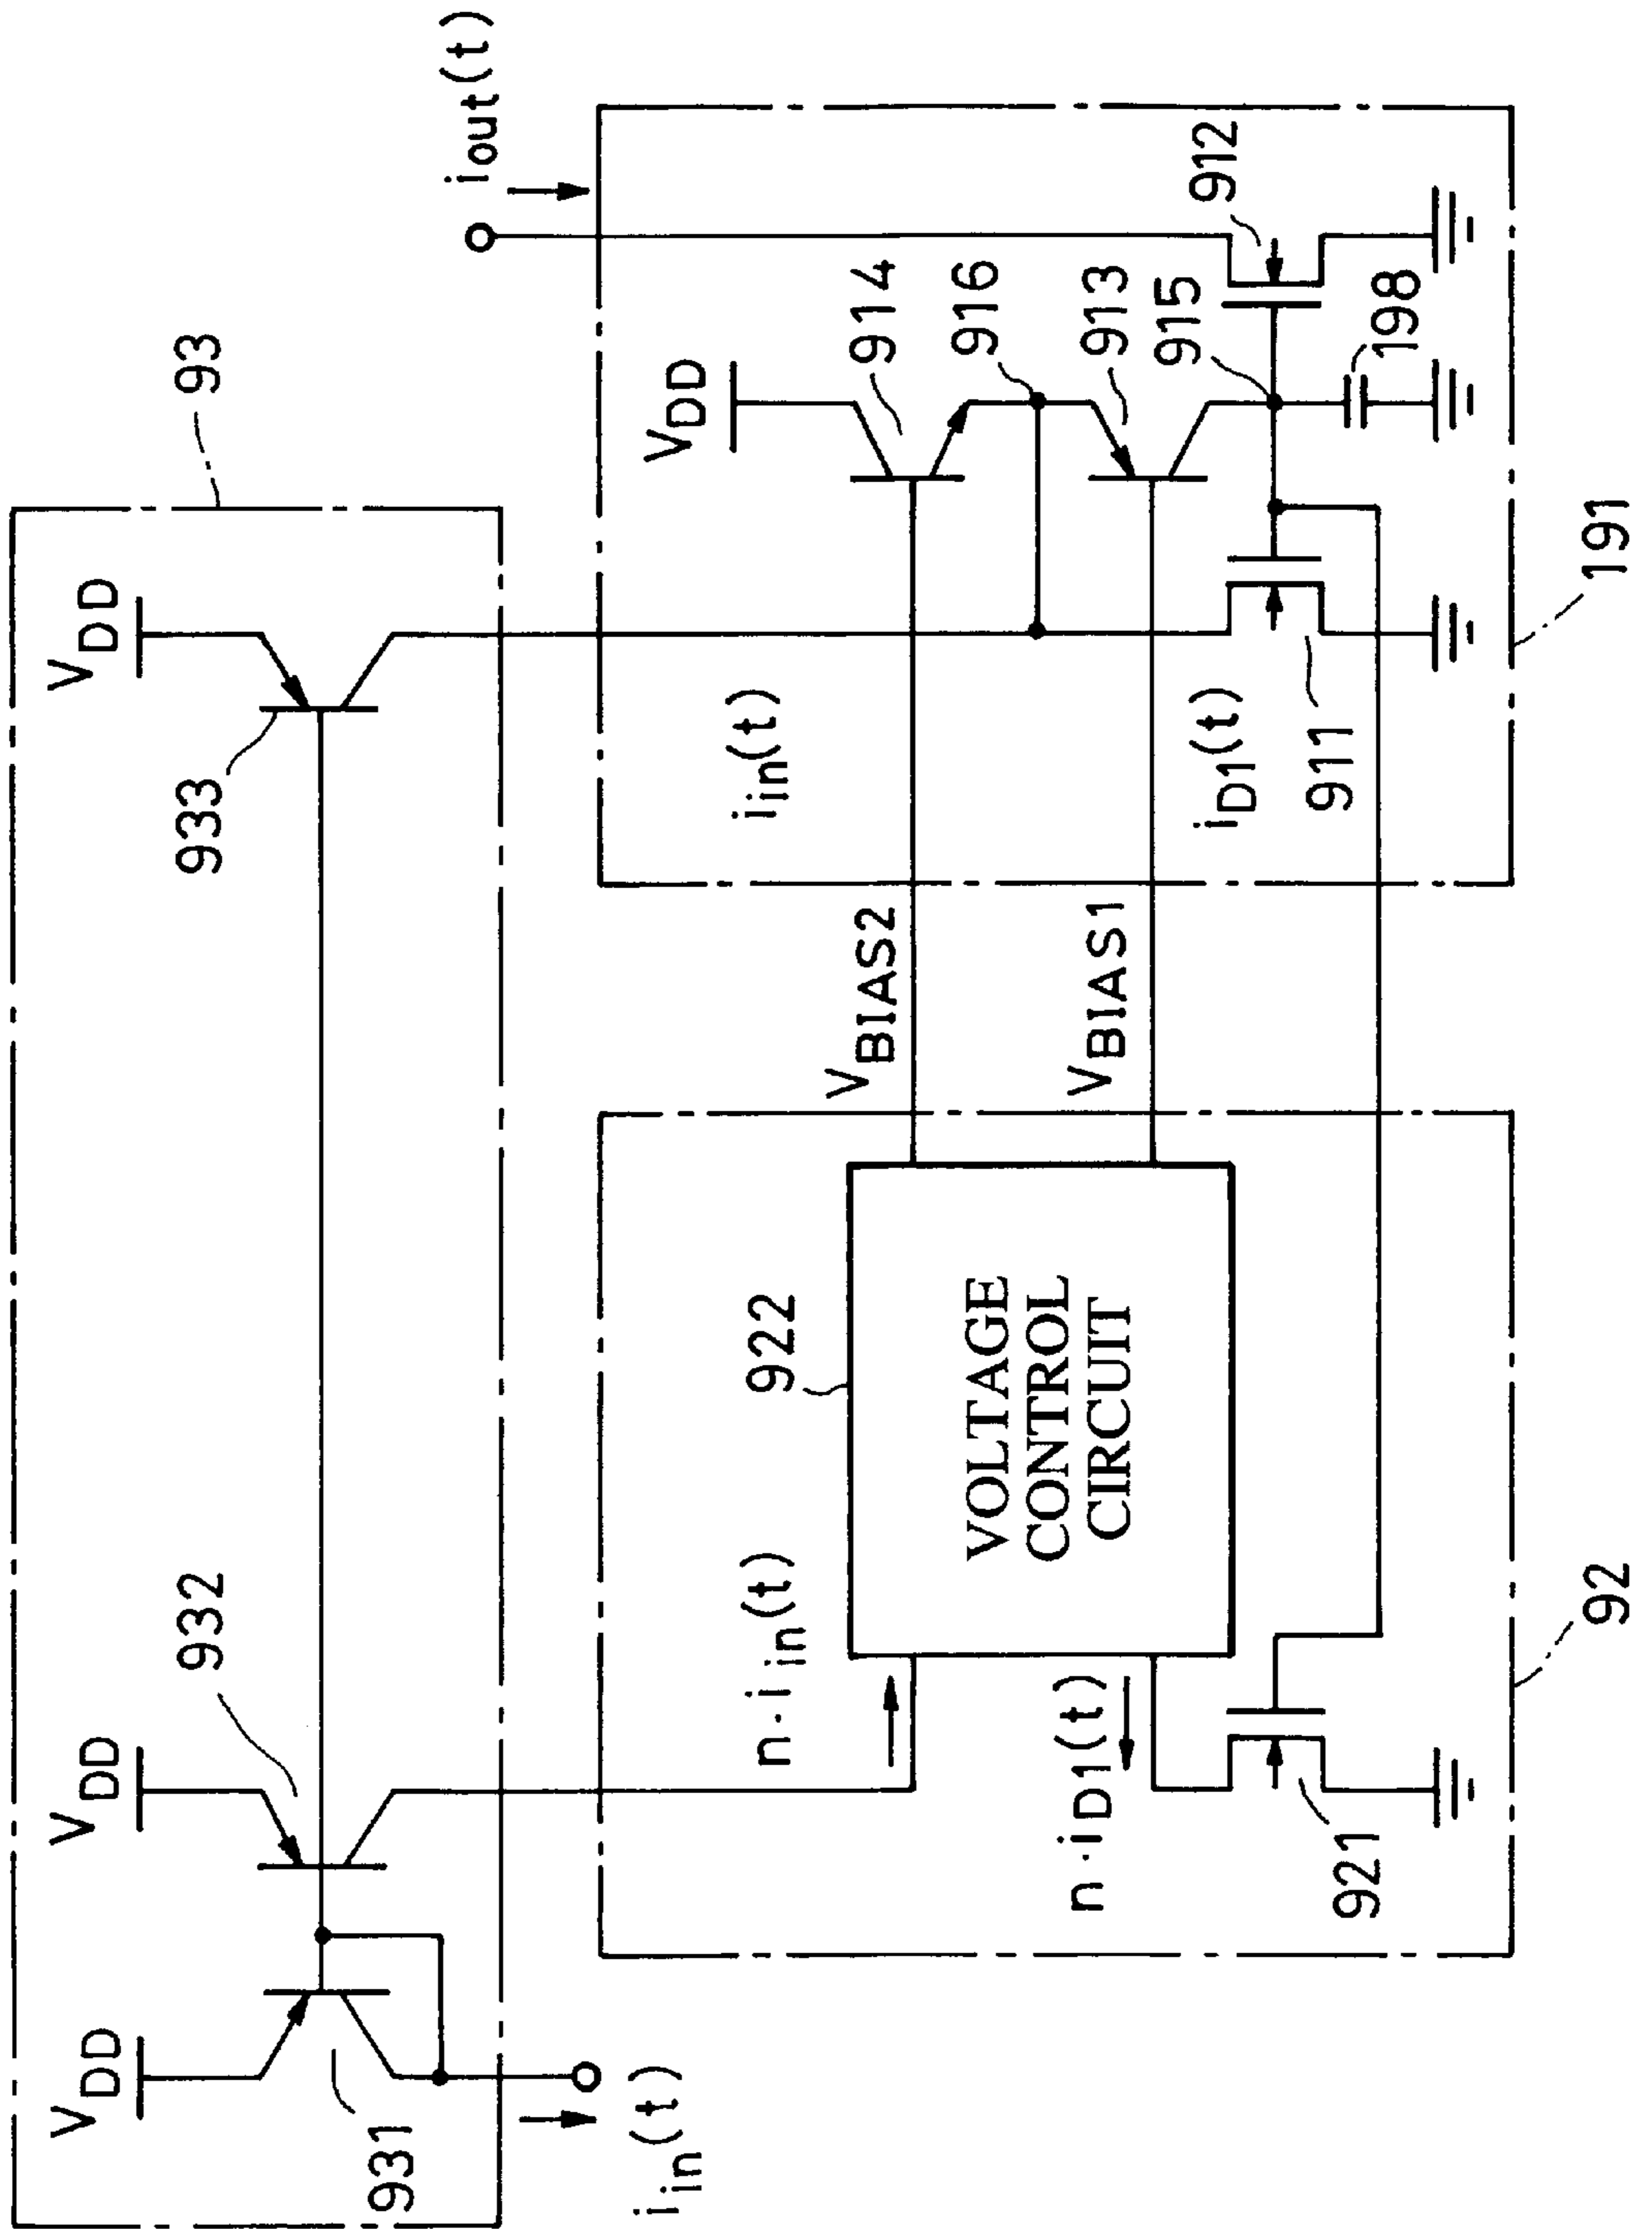 93
V_DD
V_DD
V_DD
931
932
933
i_in(t)
i_out(t)
n·i_in(t)
922
VOLTAGE
CONTROL
CIRCUIT
n·i_D1(t)
921
92
V_BIAS2
V_BIAS1
i_in(t)
i_D1(t)
911
V_DD
914
916
913
915
912
198
191